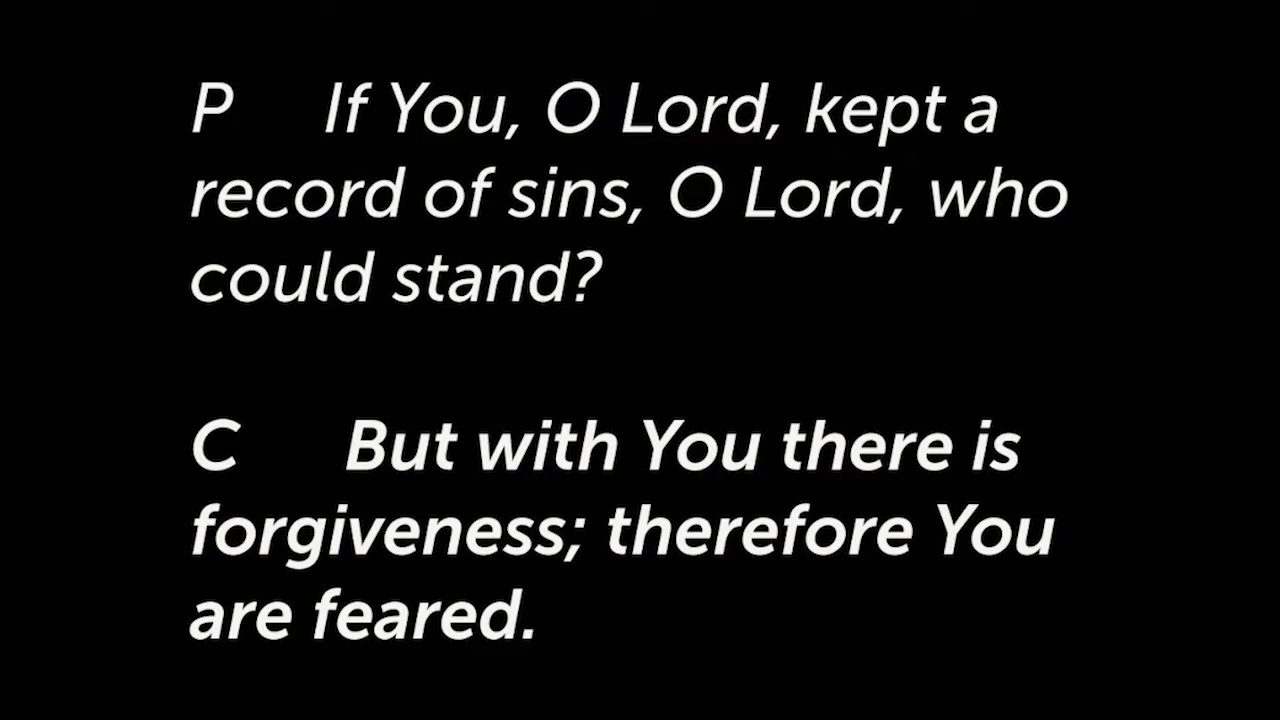 P If You, O Lord, kept a
record of sins, O Lord, who
could stand?
C But with You there is
forgiveness; therefore You
are feared.